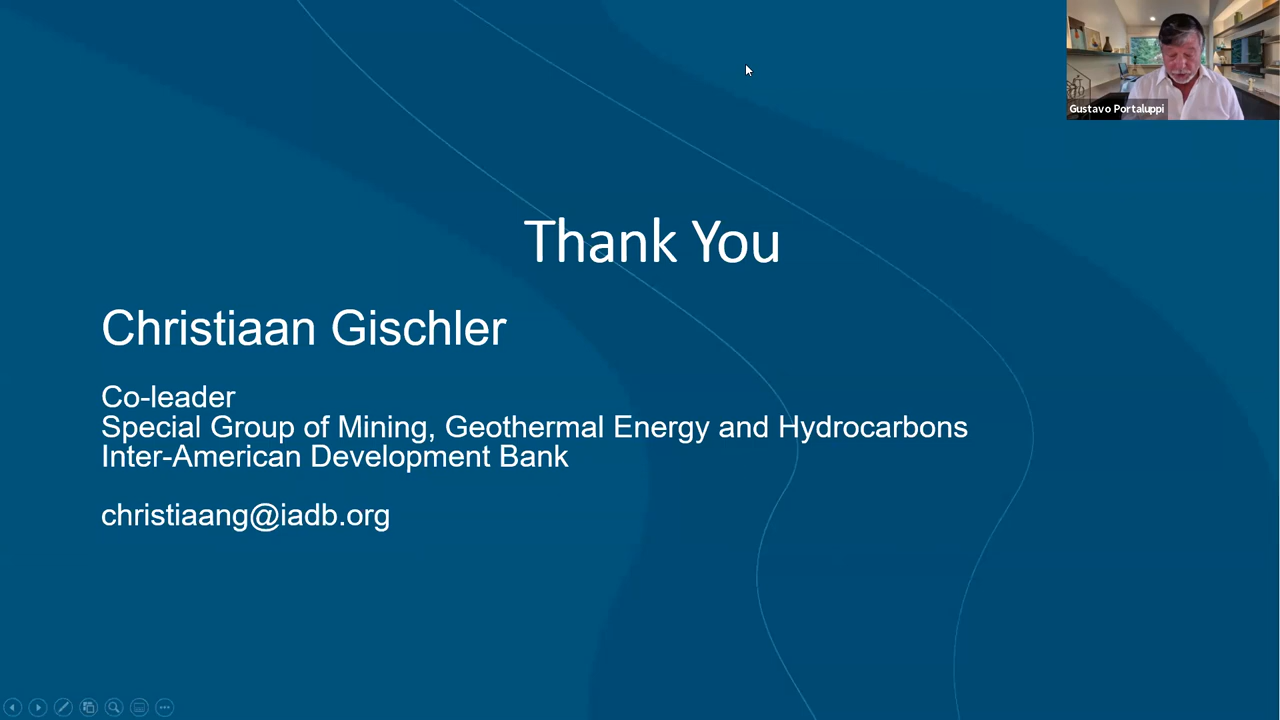 Gustavo Portaluppi
Thank You
Christiaan Gischler
Co-leader
Special Group of Mining, Geothermal Energy and Hydrocarbons
Inter-American Development Bank
christiaang@iadb.org